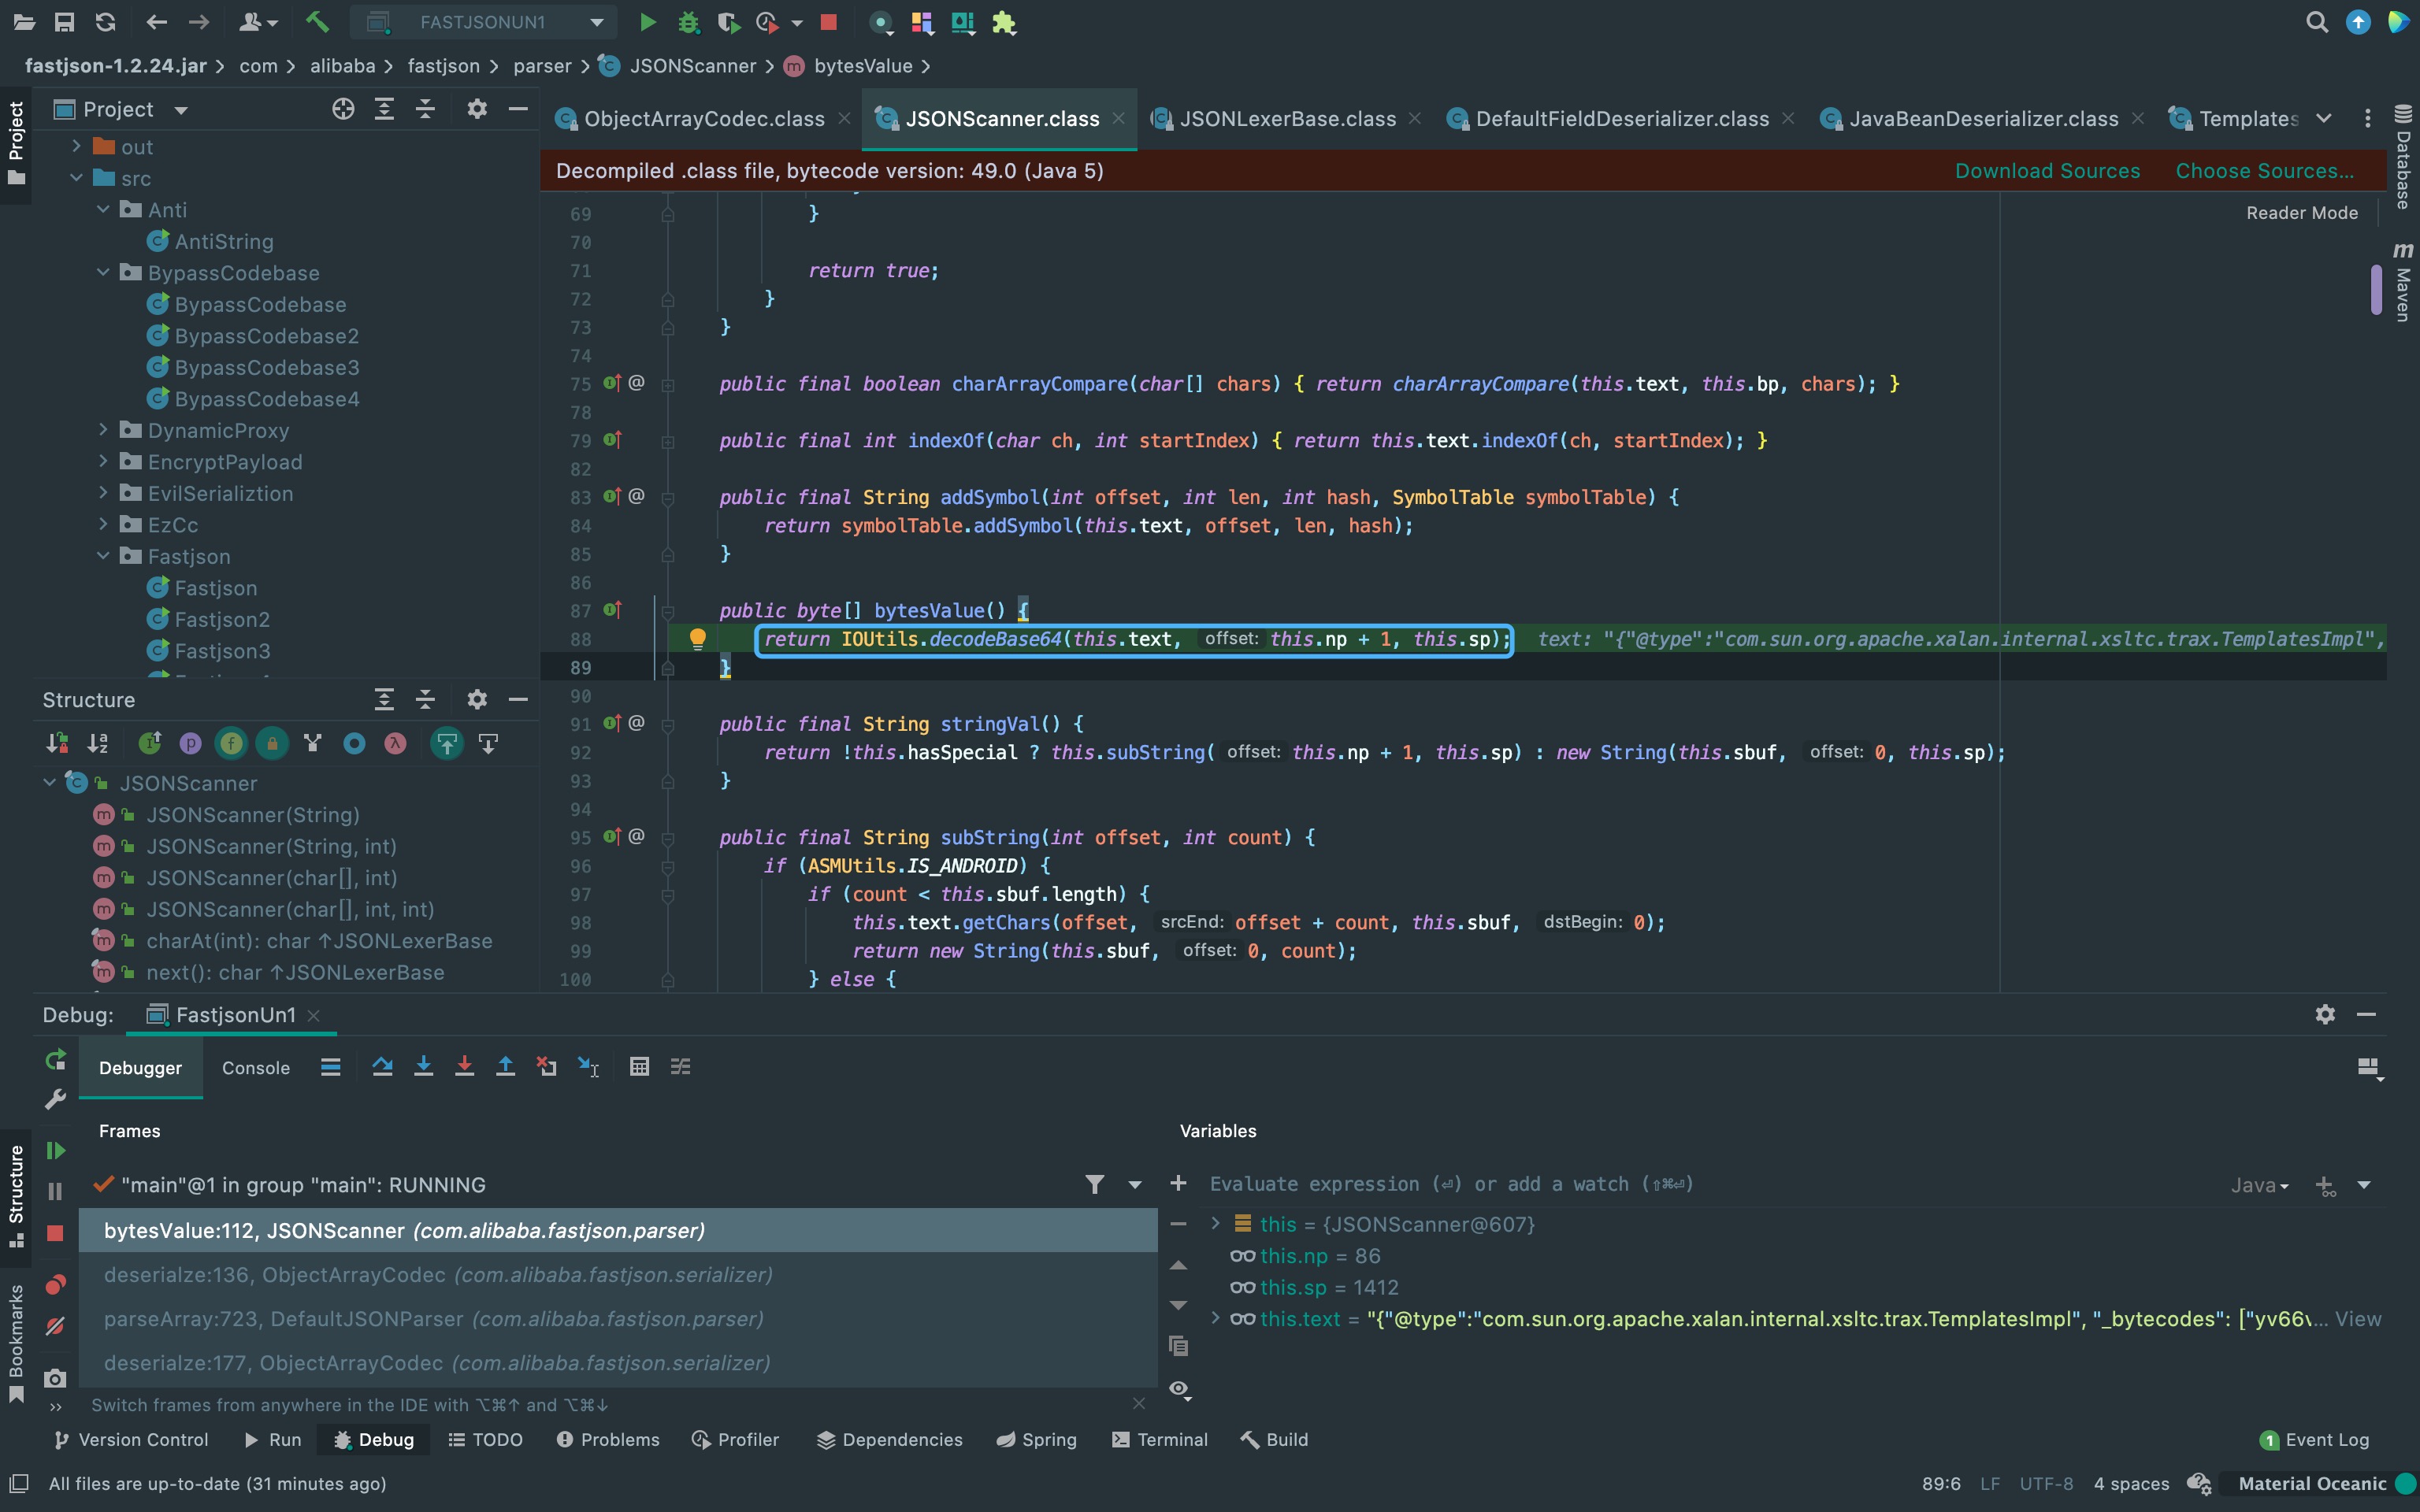 FASTJSONUN1
fastjson-1.2.24.jar > com > alibaba > fastjson > parser > JSONScanner > bytesValue >
Project
ObjectArrayCodec.class
JSONScanner.class
JSONLexerBase.class
DefaultFieldDeserializer.class
JavaBeanDeserializer.class
Templates
Decompiled .class file, bytecode version: 49.0 (Java 5)
Download Sources
Choose Sources...
Reader Mode
Project
Database
Maven
out
src
Anti
AntiString
BypassCodebase
BypassCodebase
BypassCodebase2
BypassCodebase3
BypassCodebase4
DynamicProxy
EncryptPayload
EvilSerializtion
EzCc
Fastjson
Fastjson
Fastjson2
Fastjson3
69 }
70
71 return true;
72 }
73 }
74
75 @ public final boolean charArrayCompare(char[] chars) { return charArrayCompare(this.text, this.bp, chars); }
78
79 public final int indexOf(char ch, int startIndex) { return this.text.indexOf(ch, startIndex); }
82
83 @ public final String addSymbol(int offset, int len, int hash, SymbolTable symbolTable) {
84 return symbolTable.addSymbol(this.text, offset, len, hash);
85 }
86
87 public byte[] bytesValue() {
88 return IOUtils.decodeBase64(this.text, offset: this.np + 1, this.sp); text: "{"@type":"com.sun.org.apache.xalan.internal.xsltc.trax.TemplatesImpl",
89 }
90
91 @ public final String stringVal() {
92 return !this.hasSpecial ? this.subString( offset: this.np + 1, this.sp) : new String(this.sbuf, offset: 0, this.sp);
93 }
94
95 @ public final String subString(int offset, int count) {
96 if (ASMUtils.IS_ANDROID) {
97 if (count < this.sbuf.length) {
98 this.text.getChars(offset, srcEnd: offset + count, this.sbuf, dstBegin: 0);
99 return new String(this.sbuf, offset: 0, count);
100 } else {
Structure
JSONScanner
JSONScanner(String)
JSONScanner(String, int)
JSONScanner(char[], int)
JSONScanner(char[], int, int)
charAt(int): char ↑JSONLexerBase
next(): char ↑JSONLexerBase
Debug:
FastjsonUn1
Debugger
Console
Frames
Variables
"main"@1 in group "main": RUNNING
bytesValue:112, JSONScanner (com.alibaba.fastjson.parser)
deserialze:136, ObjectArrayCodec (com.alibaba.fastjson.serializer)
parseArray:723, DefaultJSONParser (com.alibaba.fastjson.parser)
deserialze:177, ObjectArrayCodec (com.alibaba.fastjson.serializer)
Switch frames from anywhere in the IDE with ⌥⌘↑ and ⌥⌘↓
Evaluate expression (⏎) or add a watch (⇧⌘⏎)
Java
this = {JSONScanner@607}
this.np = 86
this.sp = 1412
this.text = "{"@type":"com.sun.org.apache.xalan.internal.xsltc.trax.TemplatesImpl", "_bytecodes": ["yv66v... View
Structure
Bookmarks
Version Control
Run
Debug
TODO
Problems
Profiler
Dependencies
Spring
Terminal
Build
1 Event Log
All files are up-to-date (31 minutes ago)
89:6 LF UTF-8 4 spaces Material Oceanic